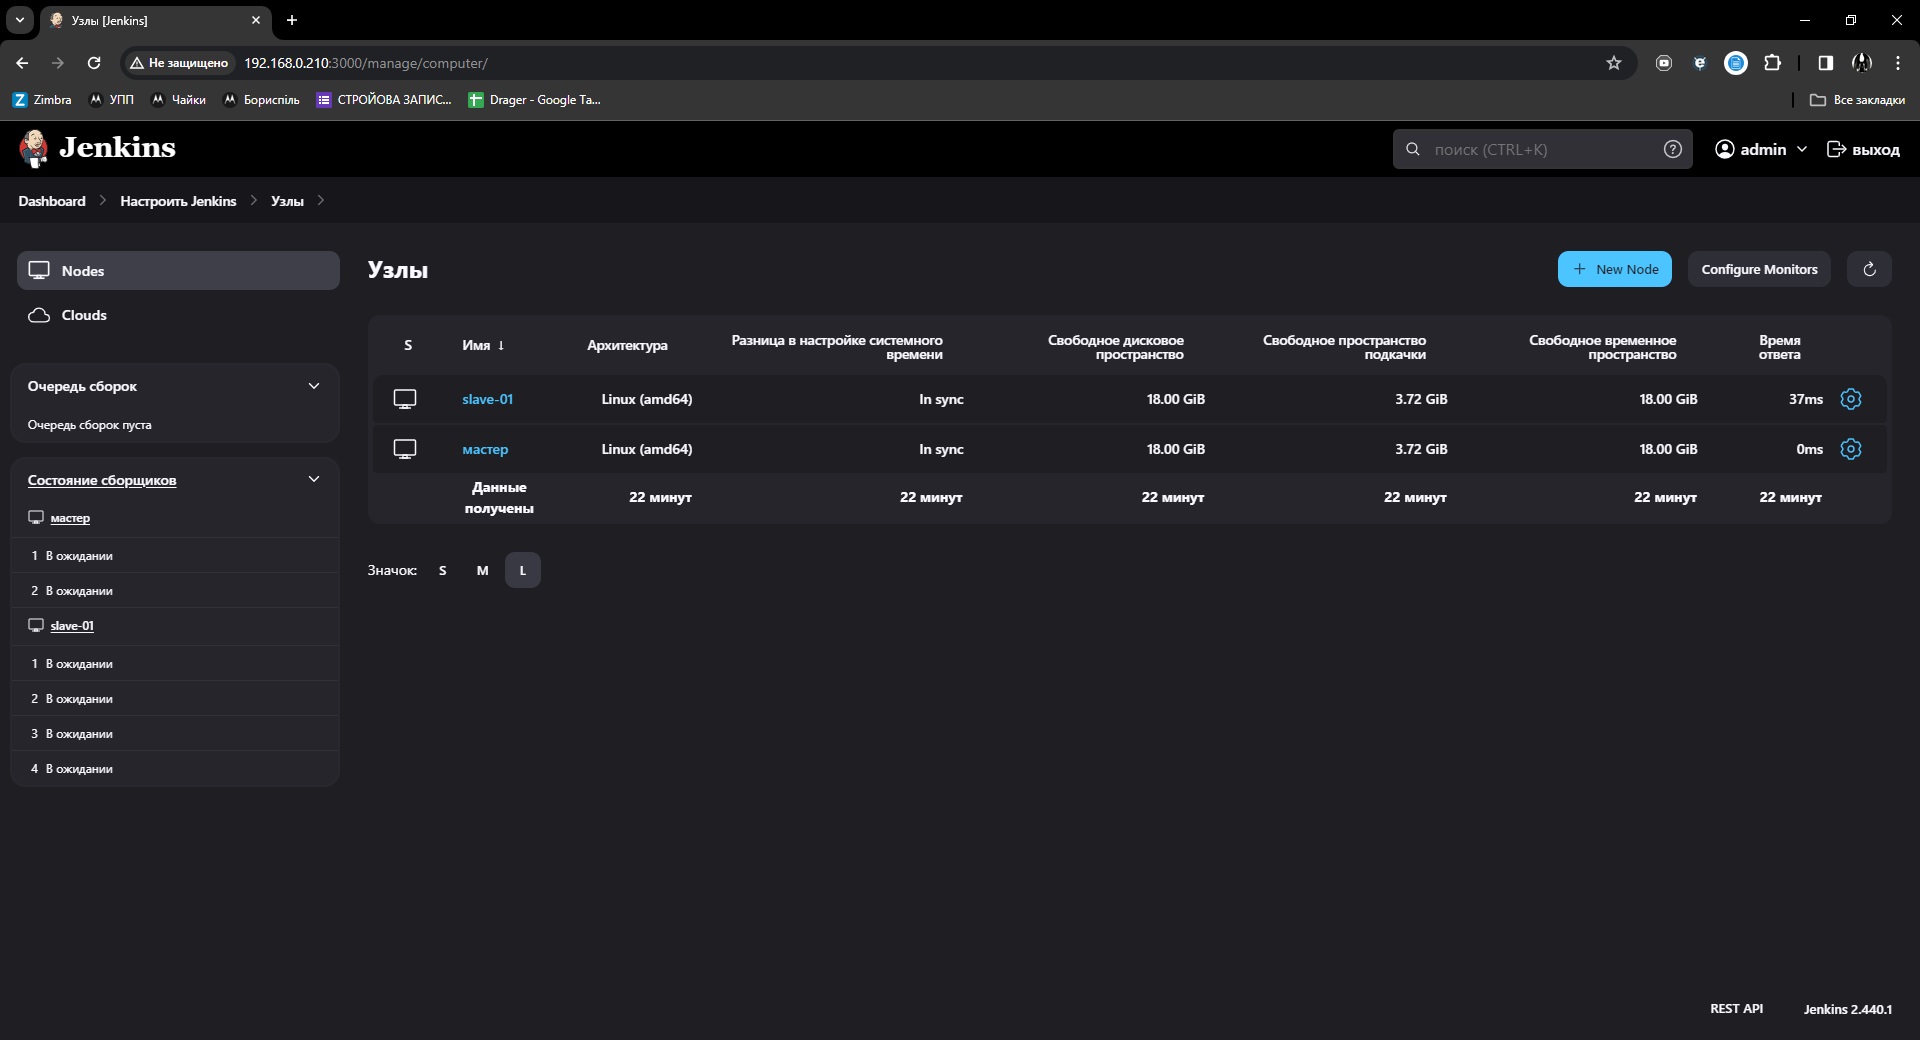 Узлы [Jenkins]
Не защищено 192.168.0.210:3000/manage/computer/
Zimbra УПП Чайки Бориспіль СТРОЙОВА ЗАПИС... Drager - Google Ta... Все закладки
Jenkins поиск (CTRL+K) admin выход
Dashboard Настроить Jenkins Узлы
Nodes
Clouds
Очередь сборок
Очередь сборок пуста
Состояние сборщиков
мастер
1 В ожидании
2 В ожидании
slave-01
1 В ожидании
2 В ожидании
3 В ожидании
4 В ожидании
Узлы
New Node Configure Monitors
S Имя ↓ Архитектура Разница в настройке системного времени Свободное дисковое пространство Свободное пространство подкачки Свободное временное пространство Время ответа
slave-01 Linux (amd64) In sync 18.00 GiB 3.72 GiB 18.00 GiB 37ms
мастер Linux (amd64) In sync 18.00 GiB 3.72 GiB 18.00 GiB 0ms
Данные получены 22 минут 22 минут 22 минут 22 минут 22 минут 22 минут
Значок: S M L
REST API Jenkins 2.440.1